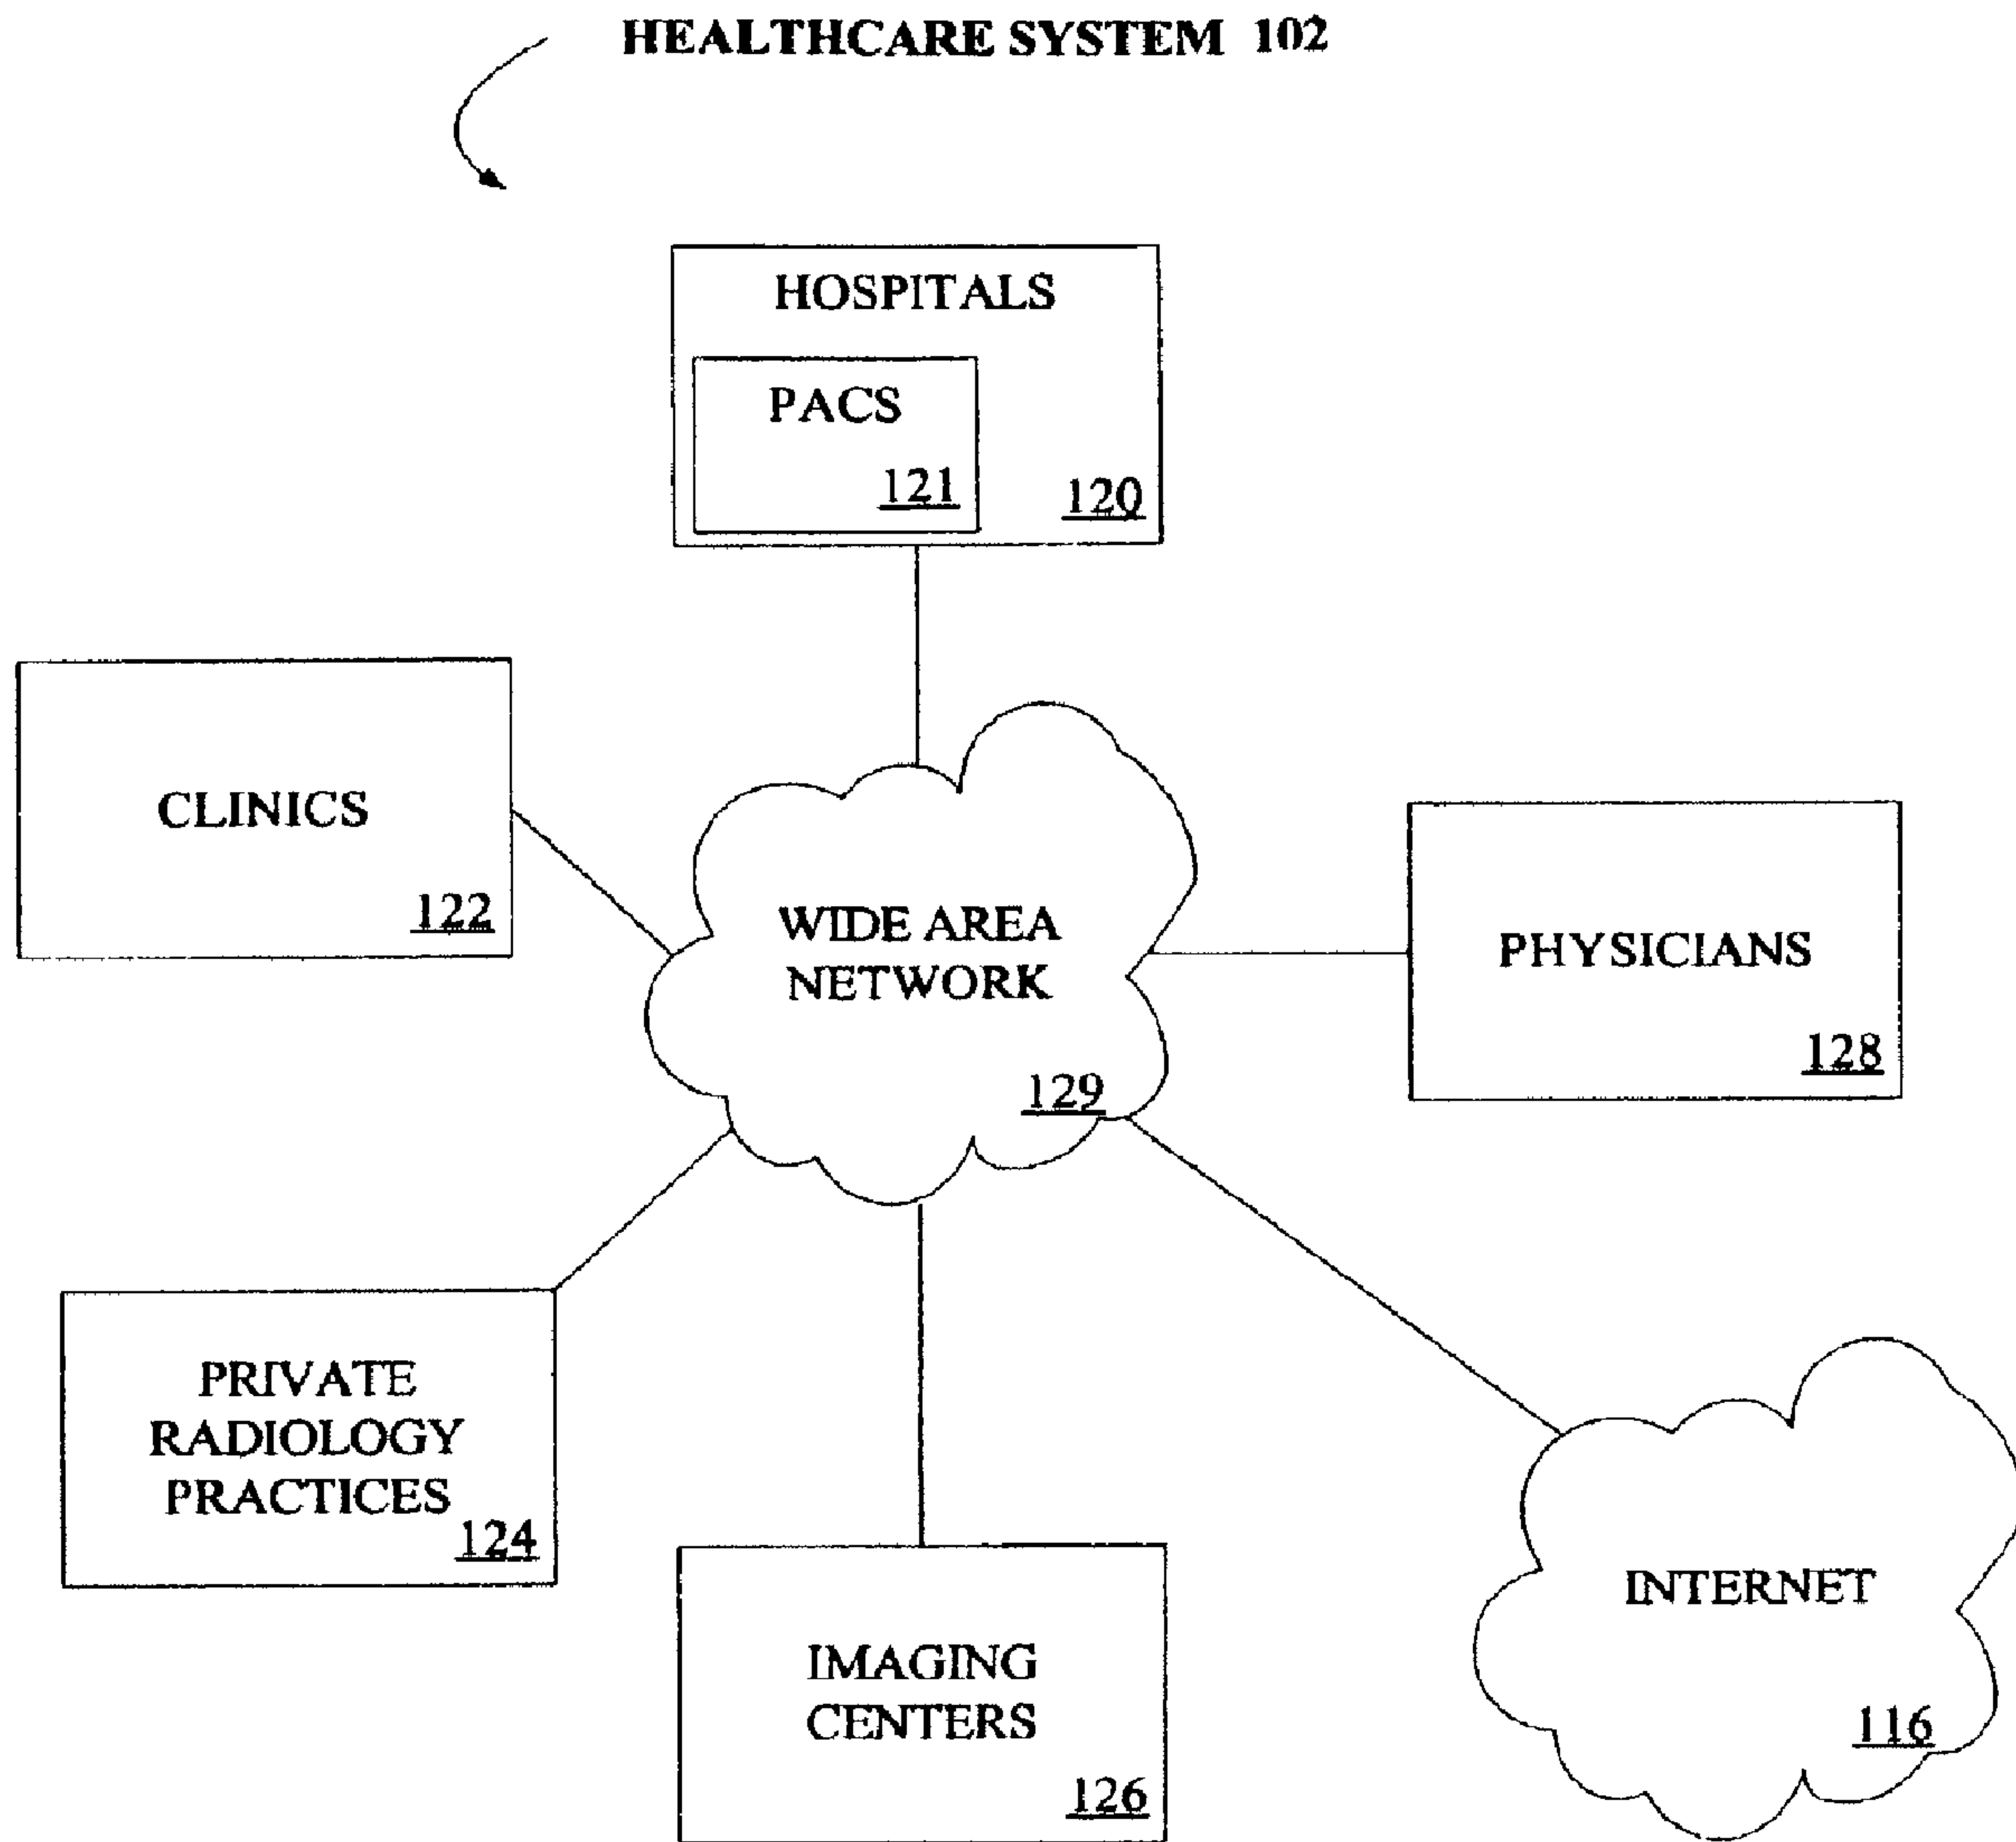 HEALTHCARE SYSTEM 102
HOSPITALS
PACS
121
120
CLINICS
122
WIDE AREA
NETWORK
129
PHYSICIANS
128
PRIVATE
RADIOLOGY
PRACTICES
124
IMAGING
CENTERS
126
INTERNET
116